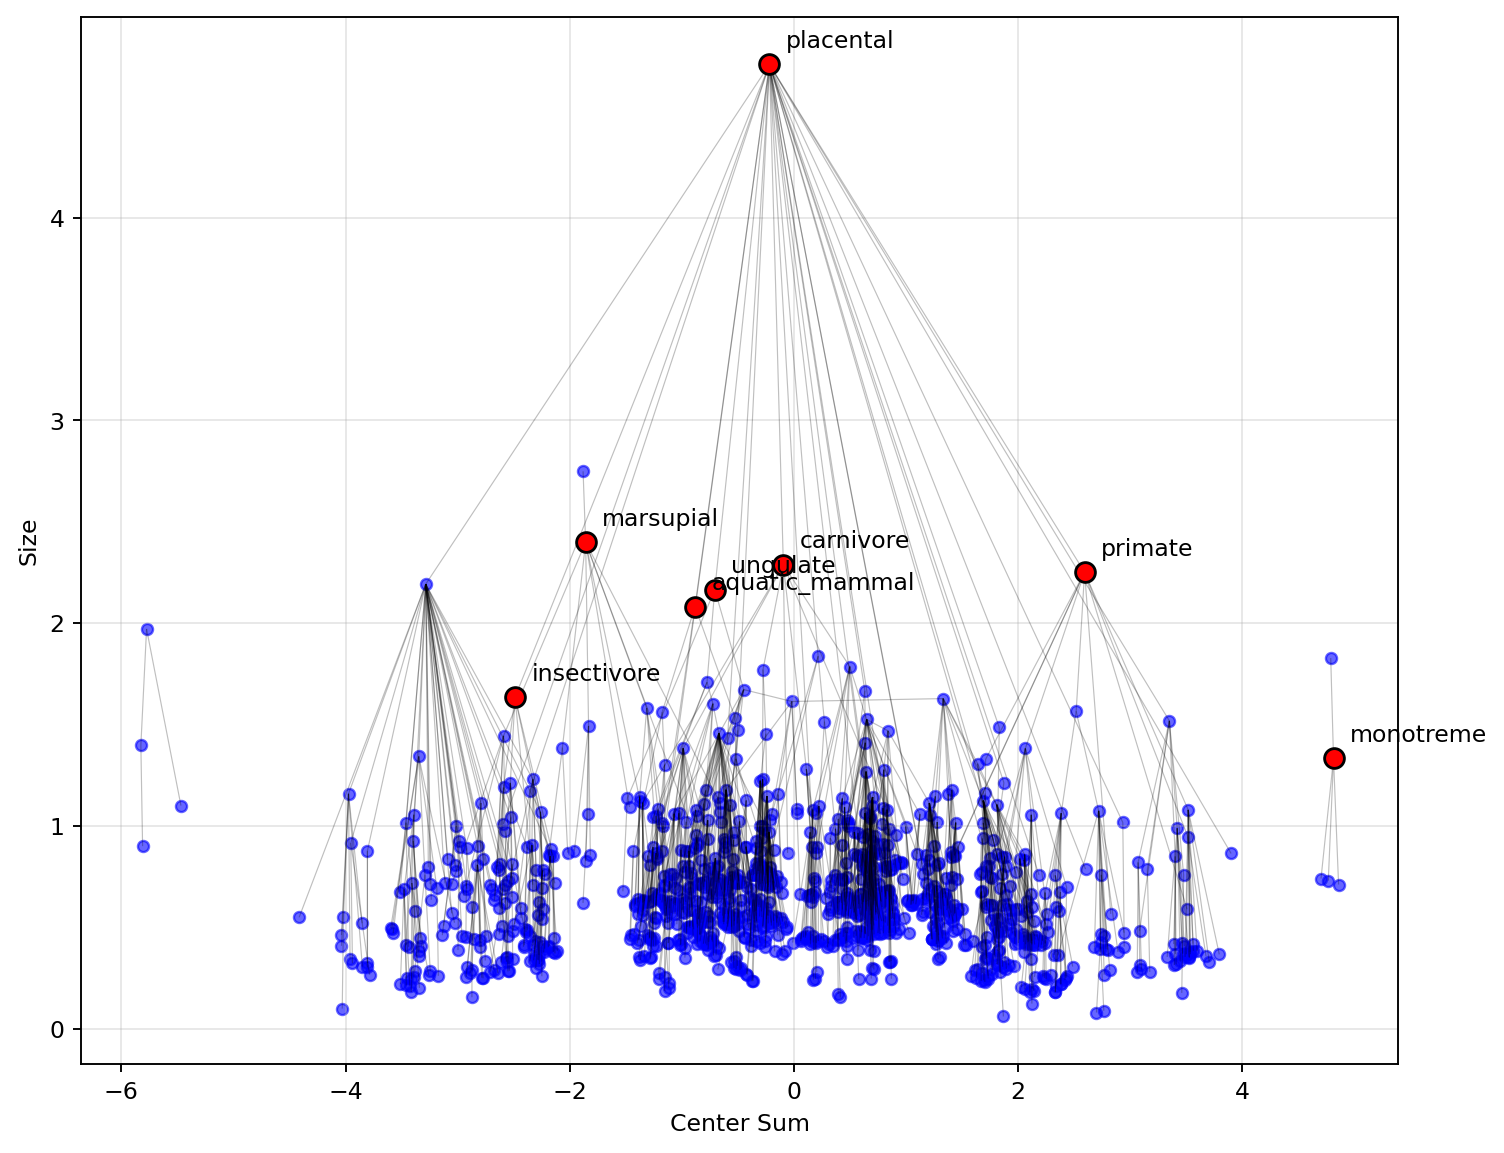 placental
4
3
marsupial
carnivore
primate
ungulate
aquatic_mammal
2
insectivore
monotreme
1
0
Size
−6
−4
−2
0
2
4
Center Sum